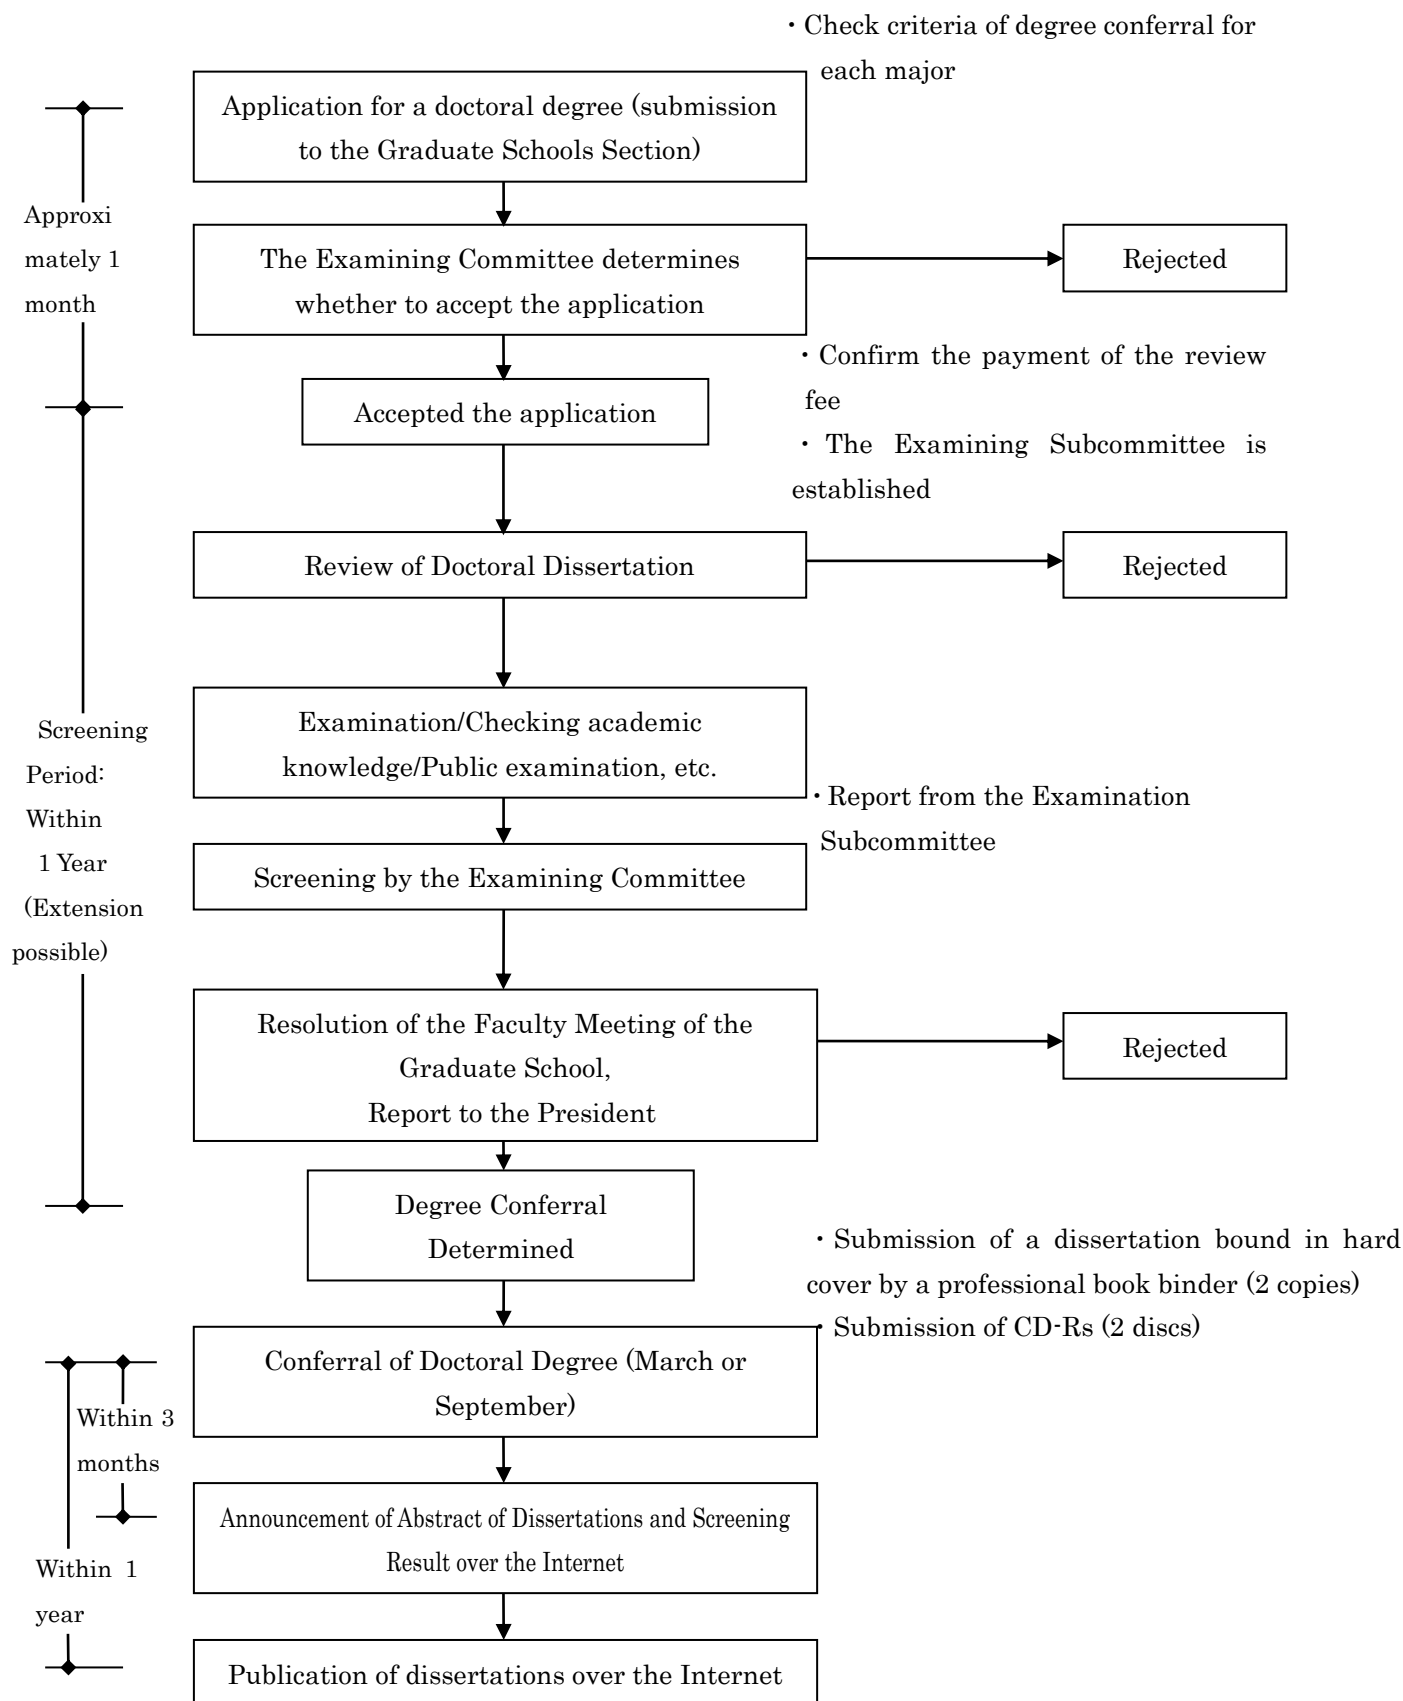 ・Check criteria of degree conferral for
each major
Application for a doctoral degree (submission
to the Graduate Schools Section)
Approxi
mately 1
month
The Examining Committee determines
whether to accept the application
Rejected
・Confirm the payment of the review
fee
・The Examining Subcommittee is
established
Accepted the application
Review of Doctoral Dissertation
Rejected
Screening
Period:
Within
1 Year
(Extension
possible)
Examination/Checking academic
knowledge/Public examination, etc.
・Report from the Examination
Subcommittee
Screening by the Examining Committee
Resolution of the Faculty Meeting of the
Graduate School,
Report to the President
Rejected
Degree Conferral
Determined
・Submission of a dissertation bound in hard
cover by a professional book binder (2 copies)
・Submission of CD-Rs (2 discs)
Conferral of Doctoral Degree (March or
September)
Within 3
months
Announcement of Abstract of Dissertations and Screening
Result over the Internet
Within 1
year
Publication of dissertations over the Internet